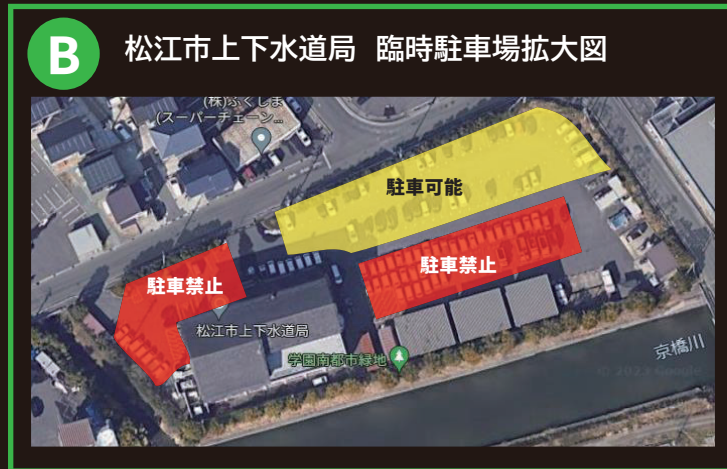 B
松江市上下水道局 臨時駐車場拡大図
(株)ふくしま
(スーパーチェーン...
駐車可能
駐車禁止
駐車禁止
松江市上下水道局
学園南都市緑地
京橋川
© 2023 Google